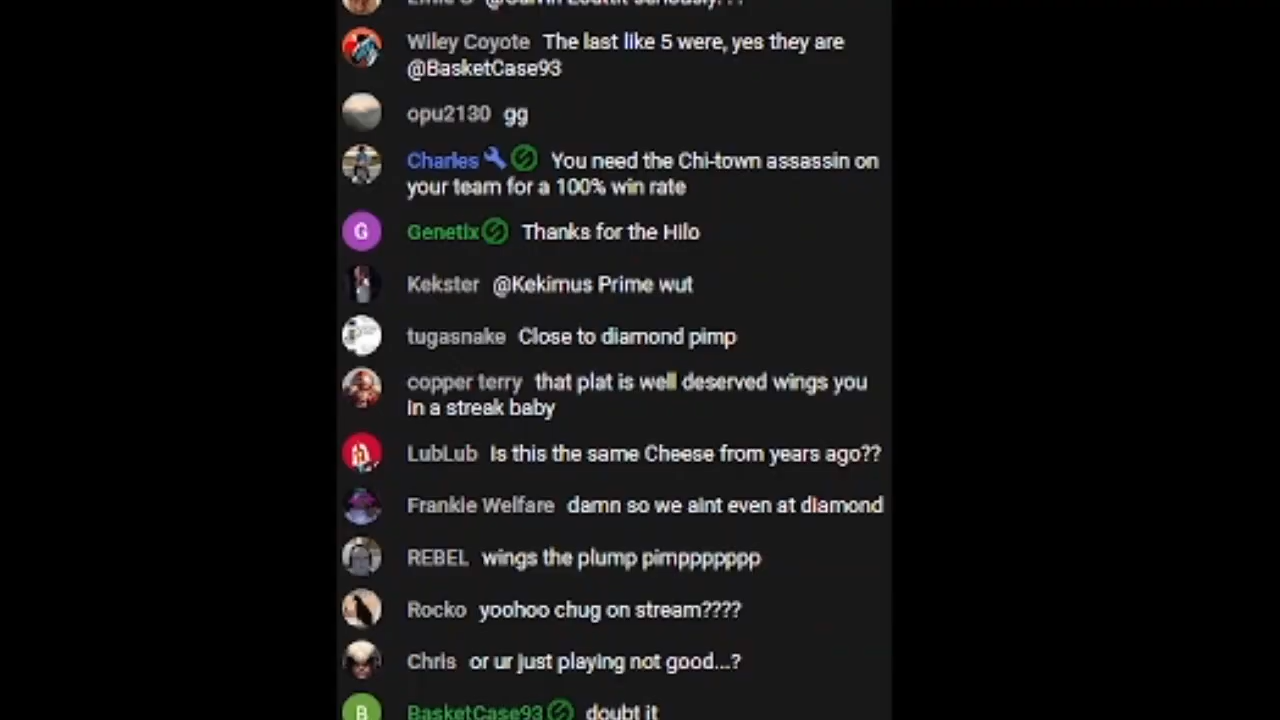 Wiley Coyote The last like 5 were, yes they are
@BasketCase93
opu2130 gg
Charles You need the Chi-town assassin on
your team for a 100% win rate
G
Genetix Thanks for the Hilo
Kekster @Kekimus Prime wut
tugasnake Close to diamond pimp
copper terry that plat is well deserved wings you
in a streak baby
LubLub Is this the same Cheese from years ago??
Frankie Welfare damn so we aint even at diamond
REBEL wings the plump pimppppppp
Rocko yoohoo chug on stream????
Chris or ur just playing not good...?
B
BasketCase93 doubt it